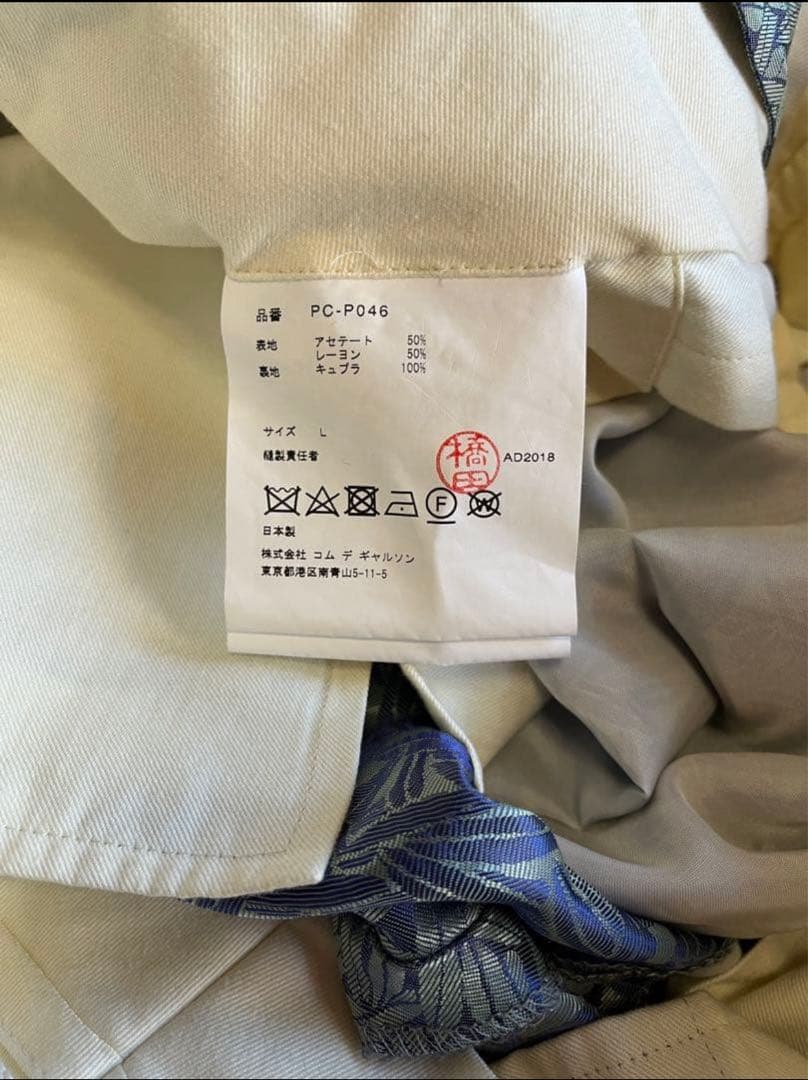 品番 PC-P046
表地 アセテート 50%
レーヨン 50%
裏地 キュプラ 100%
サイズ L
縫製責任者 橋田 AD2018
F W
日本製
株式会社 コム デ ギャルソン
東京都港区南青山5-11-5